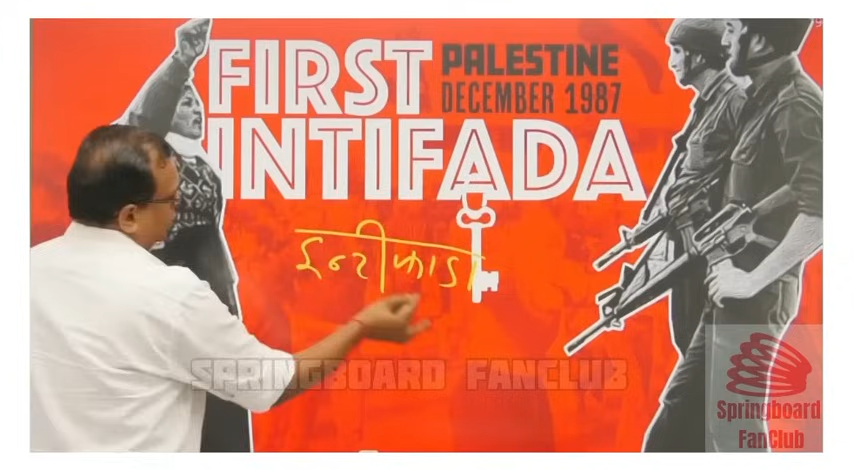 FIRST PALESTINE
DECEMBER 1987
INTIFADA
SPRINGBOARD FANCLUB
Springboard
FanClub